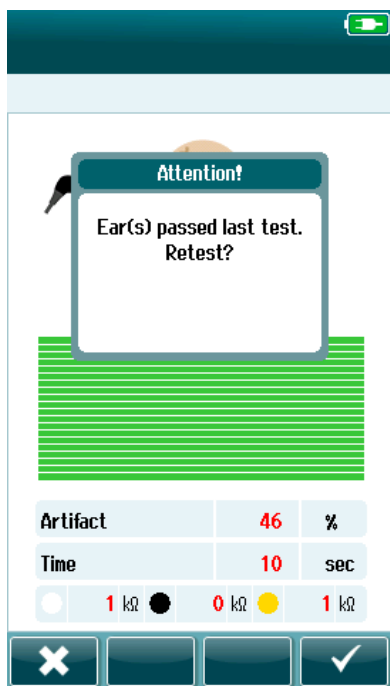 Attention!
Ear(s) passed last test.
Retest?
Artifact 46 %
Time 10 sec
1 kΩ 0 kΩ 1 kΩ